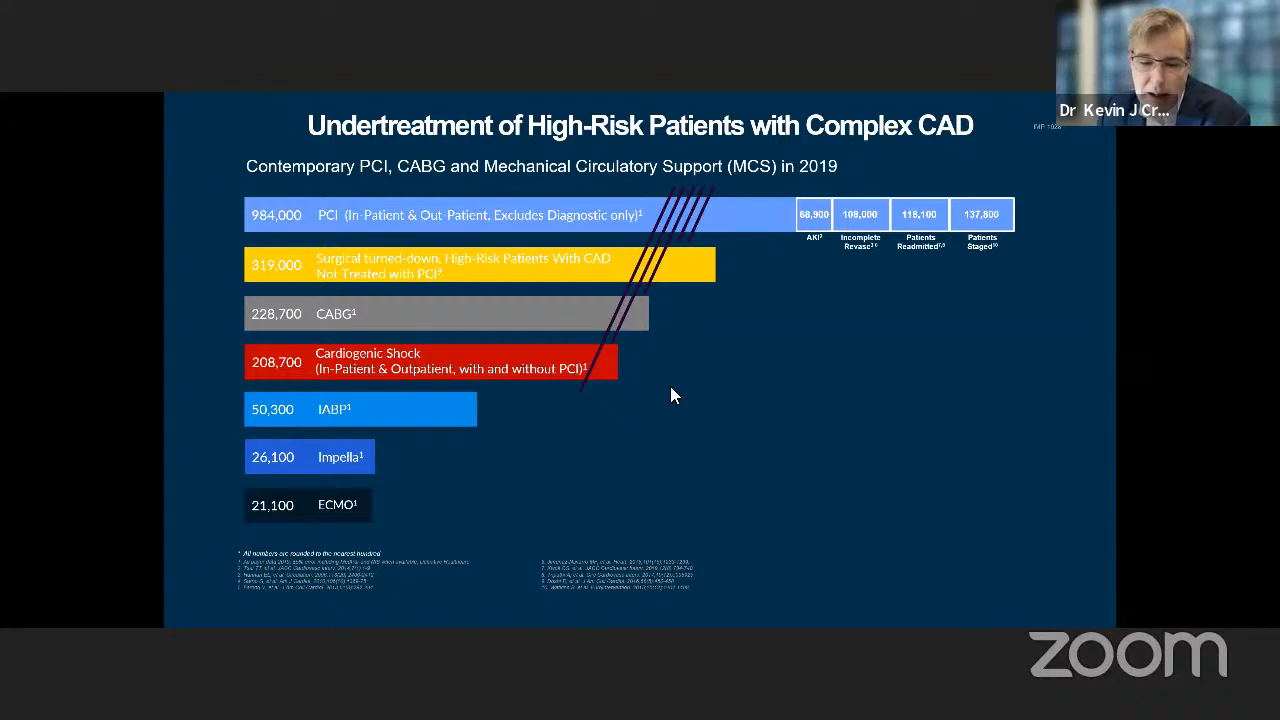 Dr Kevin J Cr...
Undertreatment of High-Risk Patients with Complex CAD
Contemporary PCI, CABG and Mechanical Circulatory Support (MCS) in 2019
984,000 PCI (In-Patient & Out-Patient, Excludes Diagnostic only)¹
68,900 108,000 118,100 137,800
AKI² Incomplete Patients Patients
Revasc Readmitted Staged
319,000 Surgical turned-down, High-Risk Patients With CAD
Not Treated with PCI
228,700 CABG¹
208,700 Cardiogenic Shock
(In-Patient & Outpatient, with and without PCI)¹
50,300 IABP¹
26,100 Impella¹
21,100 ECMO¹
* All numbers are rounded to the nearest hundred
zoom